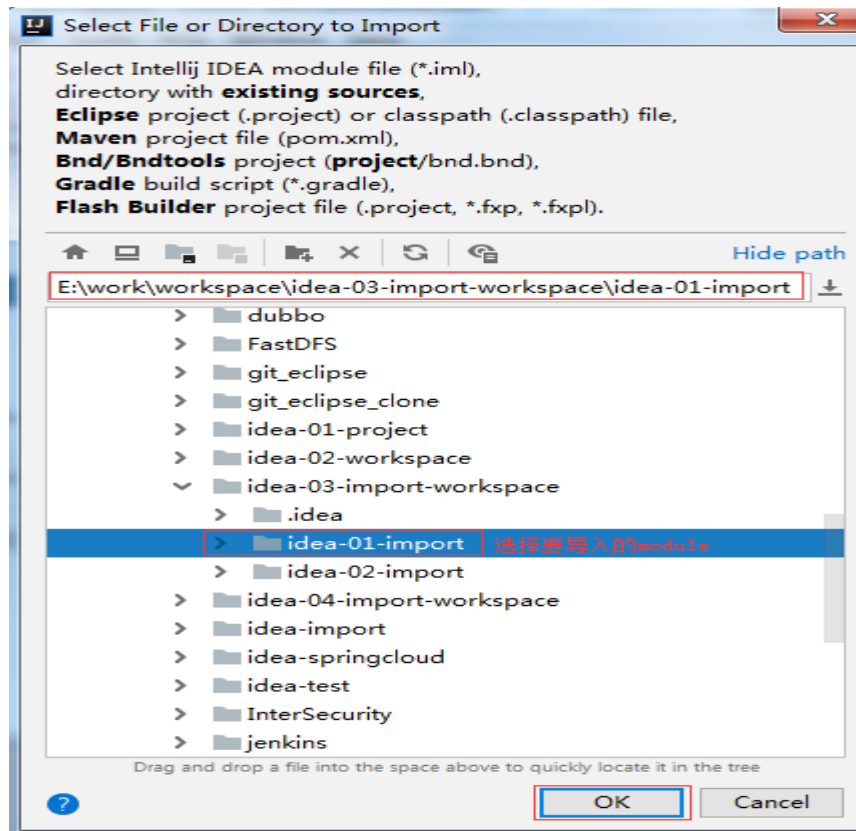 Select File or Directory to Import
Select Intellij IDEA module file (*.iml),
directory with existing sources,
Eclipse project (.project) or classpath (.classpath) file,
Maven project file (pom.xml),
Bnd/Bndtools project (project/bnd.bnd),
Gradle build script (*.gradle),
Flash Builder project file (.project, *.fxp, *.fxpl).
Hide path
E:\work\workspace\idea-03-import-workspace\idea-01-import
dubbo
FastDFS
git_eclipse
git_eclipse_clone
idea-01-project
idea-02-workspace
idea-03-import-workspace
.idea
idea-01-import 选择要导入的module
idea-02-import
idea-04-import-workspace
idea-import
idea-springcloud
idea-test
InterSecurity
jenkins
Drag and drop a file into the space above to quickly locate it in the tree
? OK Cancel